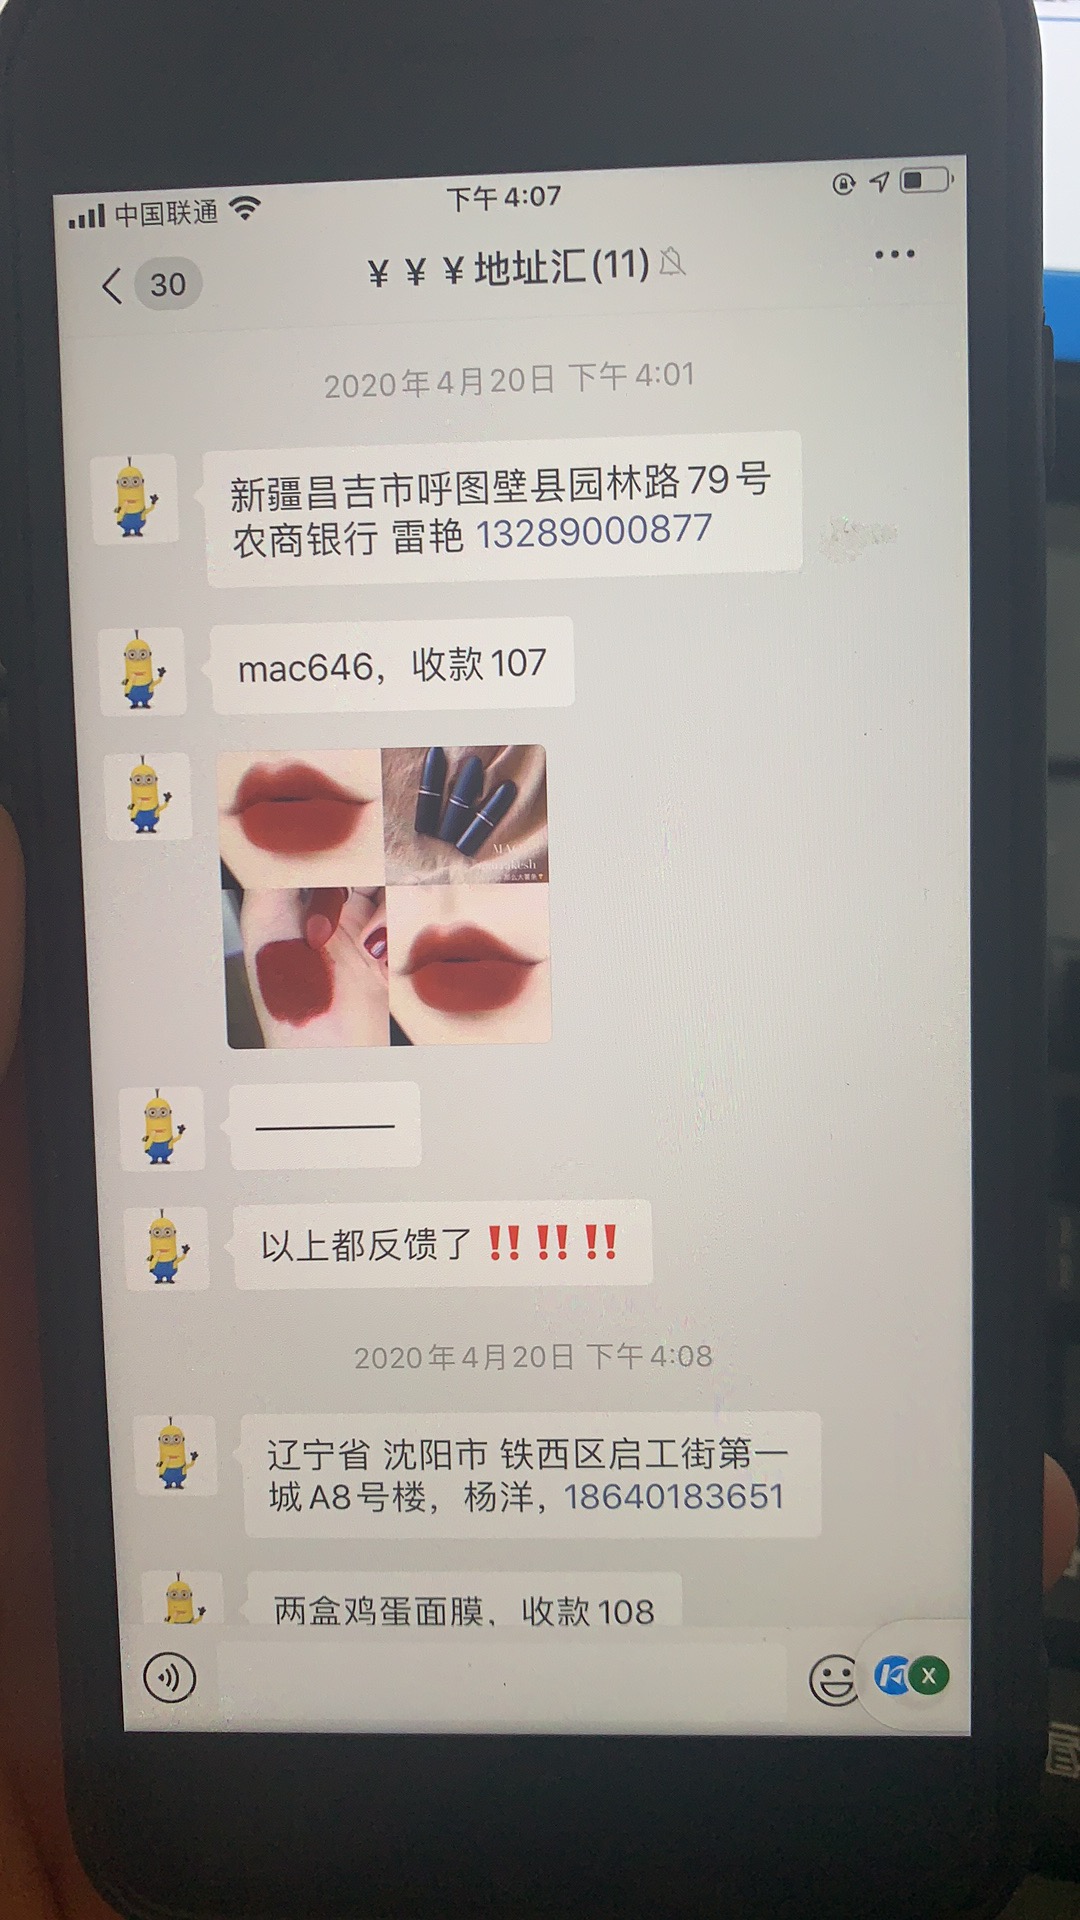 中国联通
下午4:07
30
¥ ¥ ¥地址汇(11)
2020年4月20日 下午4:01
新疆昌吉市呼图壁县园林路79号
农商银行 雷艳 13289000877
mac646，收款107
以上都反馈了‼️‼️‼️
2020年4月20日 下午4:08
辽宁省 沈阳市 铁西区启工街第一
城A8号楼，杨洋，18640183651
两盒鸡蛋面膜，收款108
X